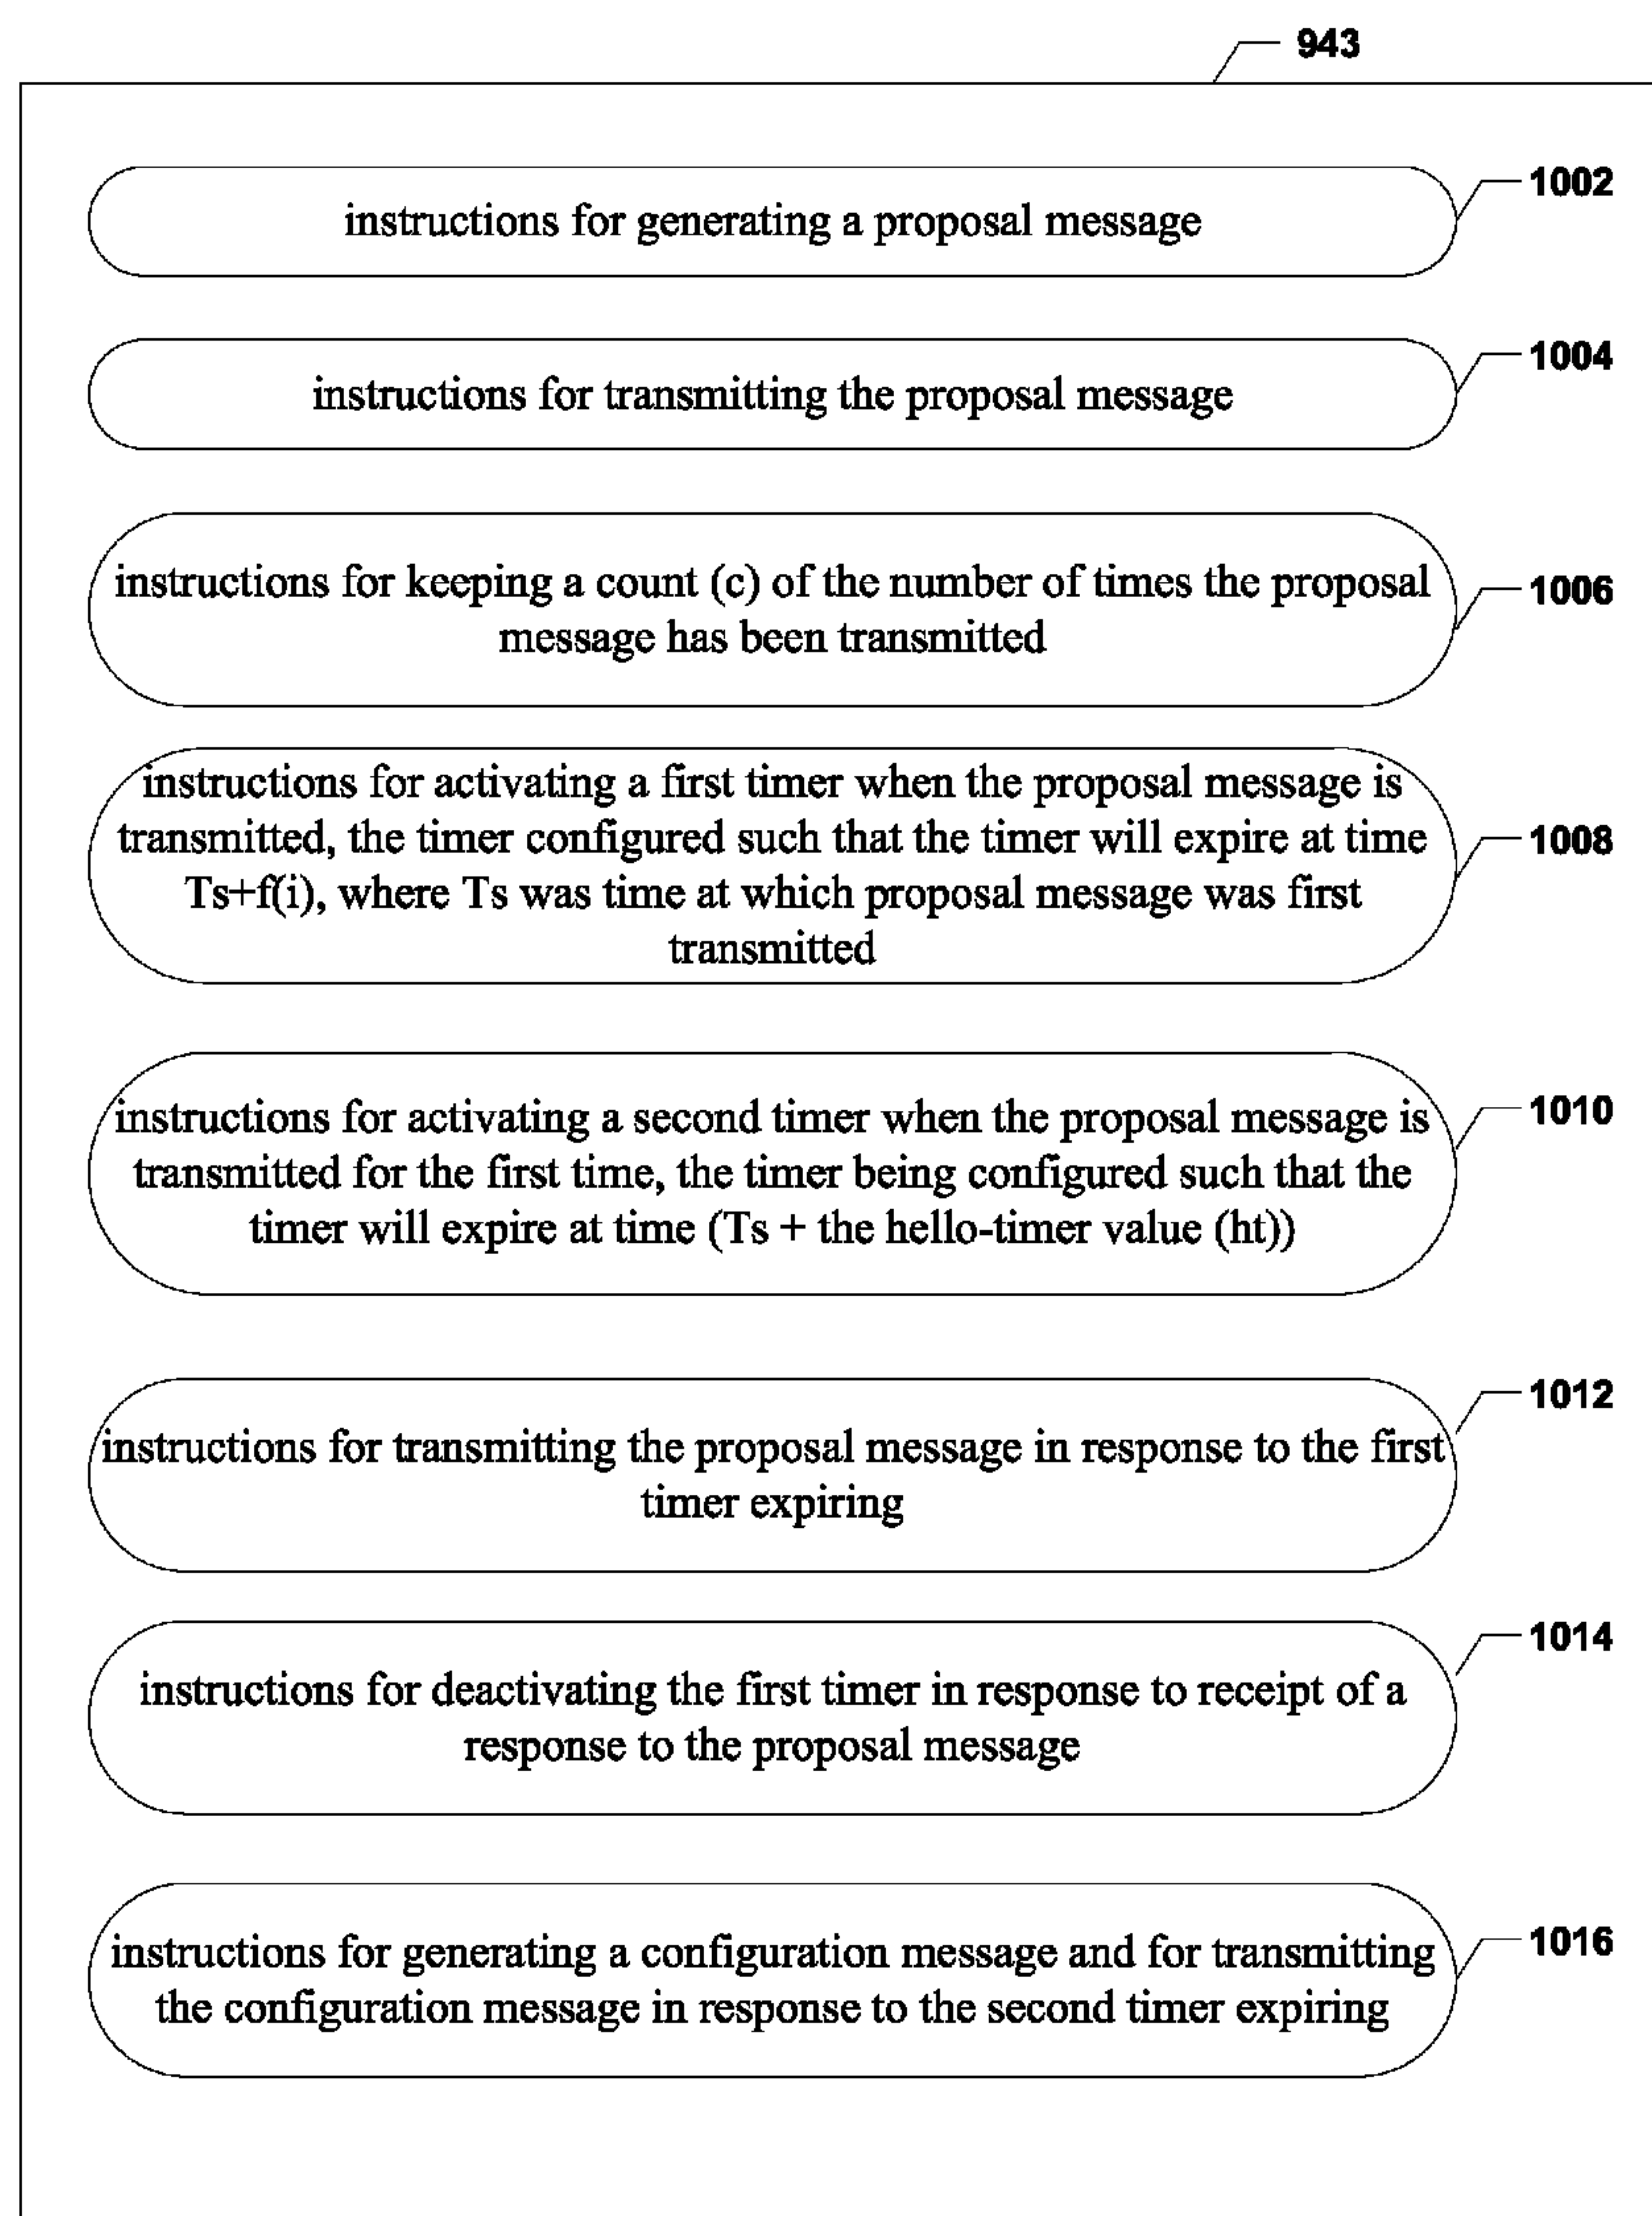 943
instructions for generating a proposal message
1002
instructions for transmitting the proposal message
1004
instructions for keeping a count (c) of the number of times the proposal
message has been transmitted
1006
instructions for activating a first timer when the proposal message is
transmitted, the timer configured such that the timer will expire at time
Ts+f(i), where Ts was time at which proposal message was first
transmitted
1008
instructions for activating a second timer when the proposal message is
transmitted for the first time, the timer being configured such that the
timer will expire at time (Ts + the hello-timer value (ht))
1010
instructions for transmitting the proposal message in response to the first
timer expiring
1012
instructions for deactivating the first timer in response to receipt of a
response to the proposal message
1014
instructions for generating a configuration message and for transmitting
the configuration message in response to the second timer expiring
1016